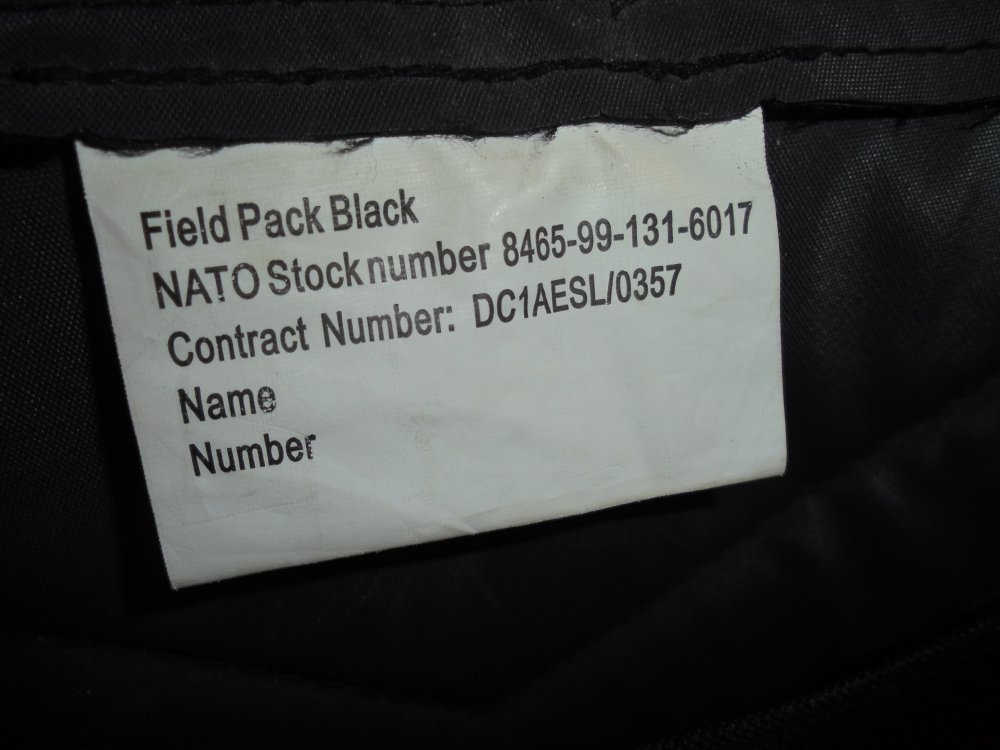 Field Pack Black
NATO Stock number 8465-99-131-6017
Contract Number: DC1AESL/0357
Name
Number